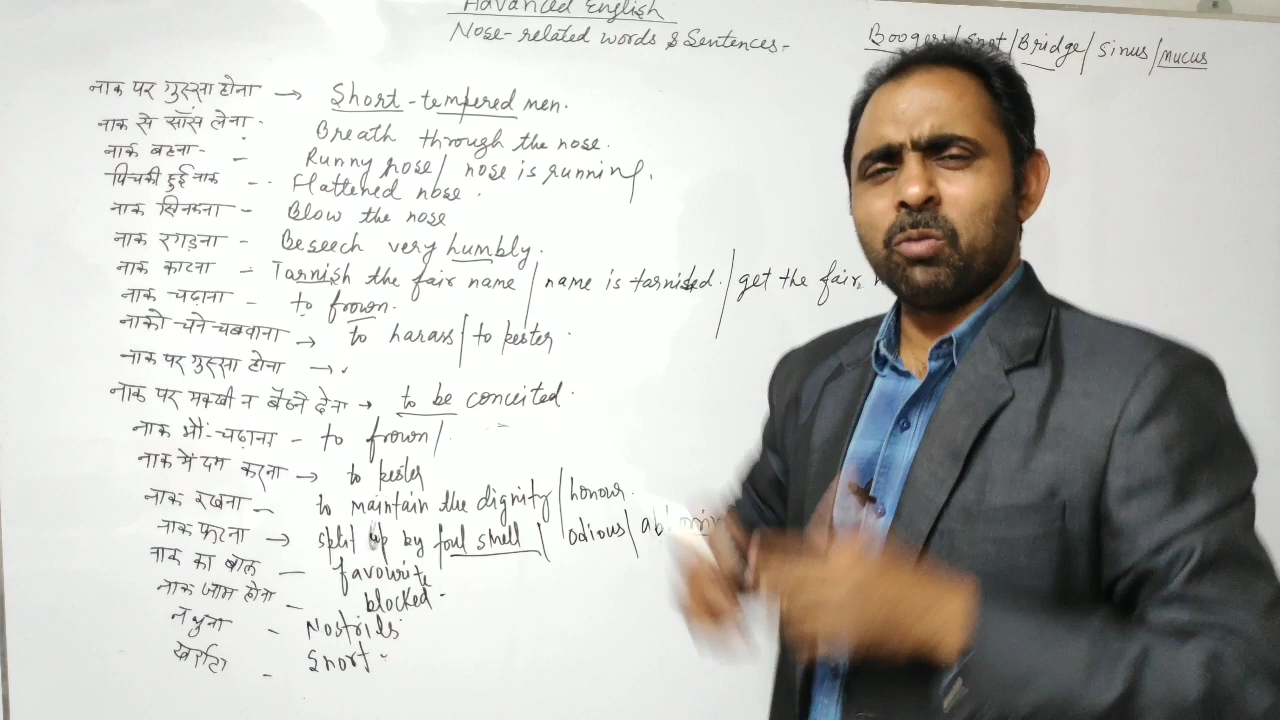 Advanced English
Nose-related words & Sentences-
Boogers/Snot/Bridge/Sinus/Mucus
नाक पर गुस्सा होना → Short-tempered men.
नाक से साँस लेना - Breath through the nose.
नाक बहना - Runny nose/ nose is running.
पिचकी हुई नाक - Flattened nose.
नाक छिनकना - Blow the nose
नाक रगड़ना - Beseech very humbly.
नाक काटना - Tarnish the fair name / name is tarnished. / get the fair
नाक चढ़ाना - to frown.
नाको चने चबवाना → to harass/ to pester.
नाक पर गुस्सा होना →
नाक पर मक्खी न बैठने देना → to be conceited.
नाक भौं-चढ़ाना - to frown/
नाक में दम करना → to pester
नाक रखना - to maintain the dignity/honour.
नाक फटना → split up by foul smell / odious/
नाक का बाल - favourite
नाक जाम होना - blocked.
नथुना - Nostrils
खर्राटा - Snort